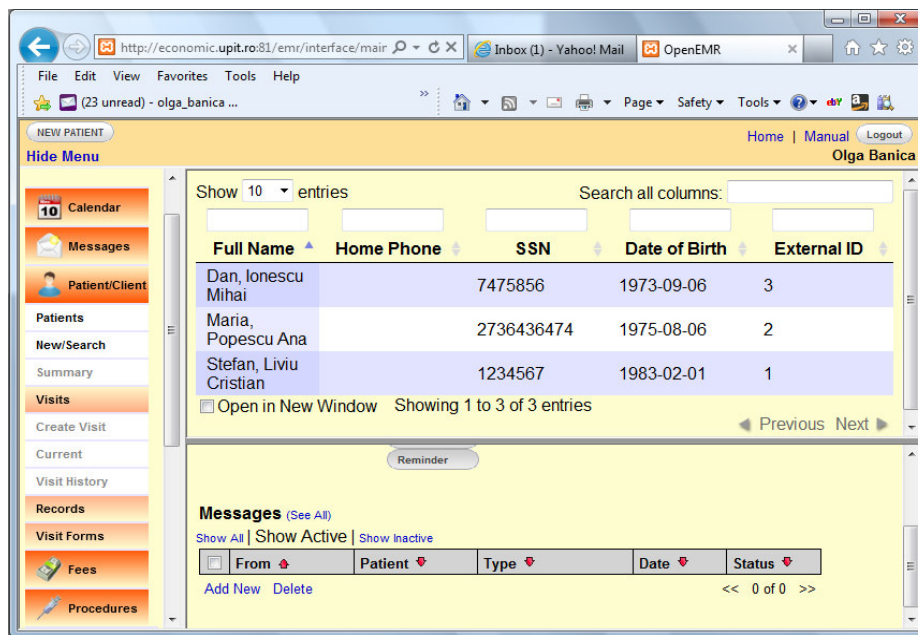 http://economic.upit.ro:81/emr/interface/mair
Inbox (1) - Yahoo! Mail
OpenEMR
File Edit View Favorites Tools Help
(23 unread) - olga_banica ...
Page Safety Tools
NEW PATIENT
Home | Manual Logout
Hide Menu
Olga Banica
10 Calendar
Messages
Patient/Client
Patients
New/Search
Summary
Visits
Create Visit
Current
Visit History
Records
Visit Forms
Fees
Procedures
Show 10 entries
Search all columns:
Full Name Home Phone SSN Date of Birth External ID
Dan, Ionescu Mihai 7475856 1973-09-06 3
Maria, Popescu Ana 2736436474 1975-08-06 2
Stefan, Liviu Cristian 1234567 1983-02-01 1
Open in New Window Showing 1 to 3 of 3 entries
Previous Next
Reminder
Messages (See All)
Show All | Show Active | Show Inactive
From Patient Type Date Status
Add New Delete << 0 of 0 >>